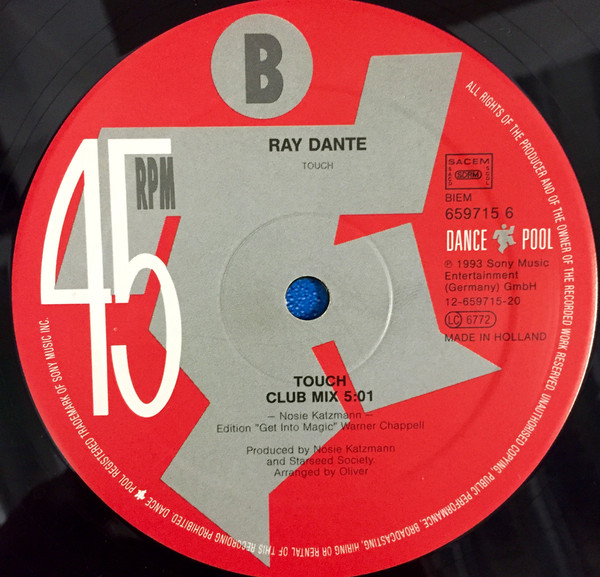 B
45
RPM
RAY DANTE
TOUCH
SACEM
SDRM
BIEM
659715 6
DANCE POOL
℗ 1993 Sony Music
Entertainment
(Germany) GmbH
12-659715-20
LC 6772
MADE IN HOLLAND
TOUCH
CLUB MIX 5:01
– Nosie Katzmann –
Edition "Get Into Magic" Warner Chappell
Produced by Nosie Katzmann
and Starseed Society.
Arranged by Oliver
ALL RIGHTS OF THE PRODUCER AND OF THE OWNER OF THE RECORDED WORK RESERVED. UNAUTHORISED COPYING, PUBLIC PERFORMANCE, BROADCASTING, HIRING OR RENTAL OF THIS RECORDING PROHIBITED. DANCE POOL REGISTERED TRADEMARK OF SONY MUSIC INC.